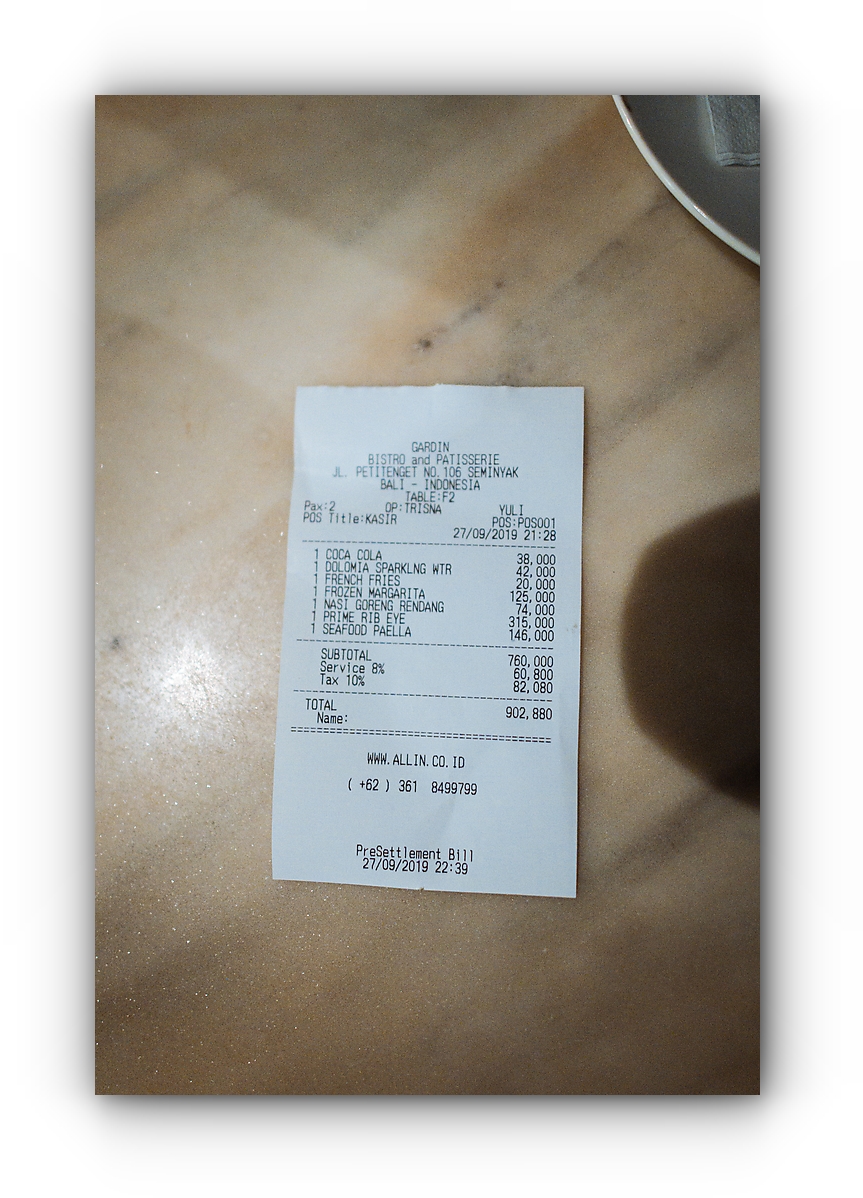 GARDIN
BISTRO and PATISSERIE
JL. PETITENGET NO.106 SEMINYAK
BALI - INDONESIA
TABLE:F2
Pax:2 OP:TRISNA YULI
POS Title:KASIR POS:POS001
27/09/2019 21:28
1 COCA COLA 38,000
1 DOLOMIA SPARKLNG WTR 42,000
1 FRENCH FRIES 20,000
1 FROZEN MARGARITA 125,000
1 NASI GORENG RENDANG 74,000
1 PRIME RIB EYE 315,000
1 SEAFOOD PAELLA 146,000
SUBTOTAL 760,000
Service 8% 60,800
Tax 10% 82,080
TOTAL 902,880
Name:
WWW.ALLIN.CO.ID
( +62 ) 361 8499799
PreSettlement Bill
27/09/2019 22:39